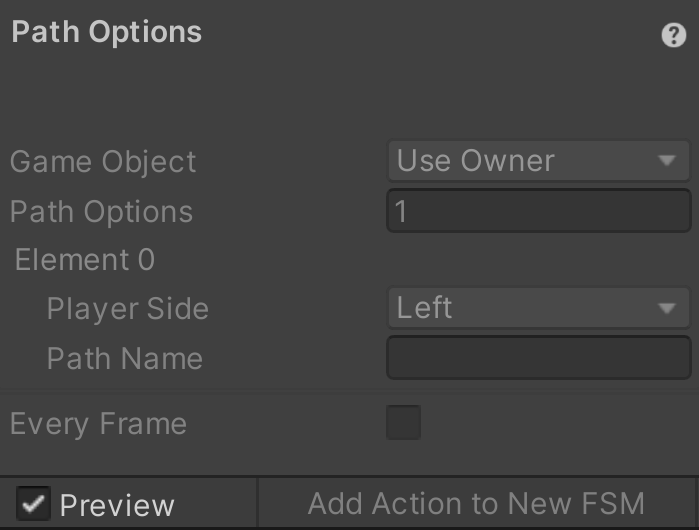 Path Options
Game Object Use Owner
Path Options 1
Element 0
Player Side Left
Path Name
Every Frame
Preview Add Action to New FSM